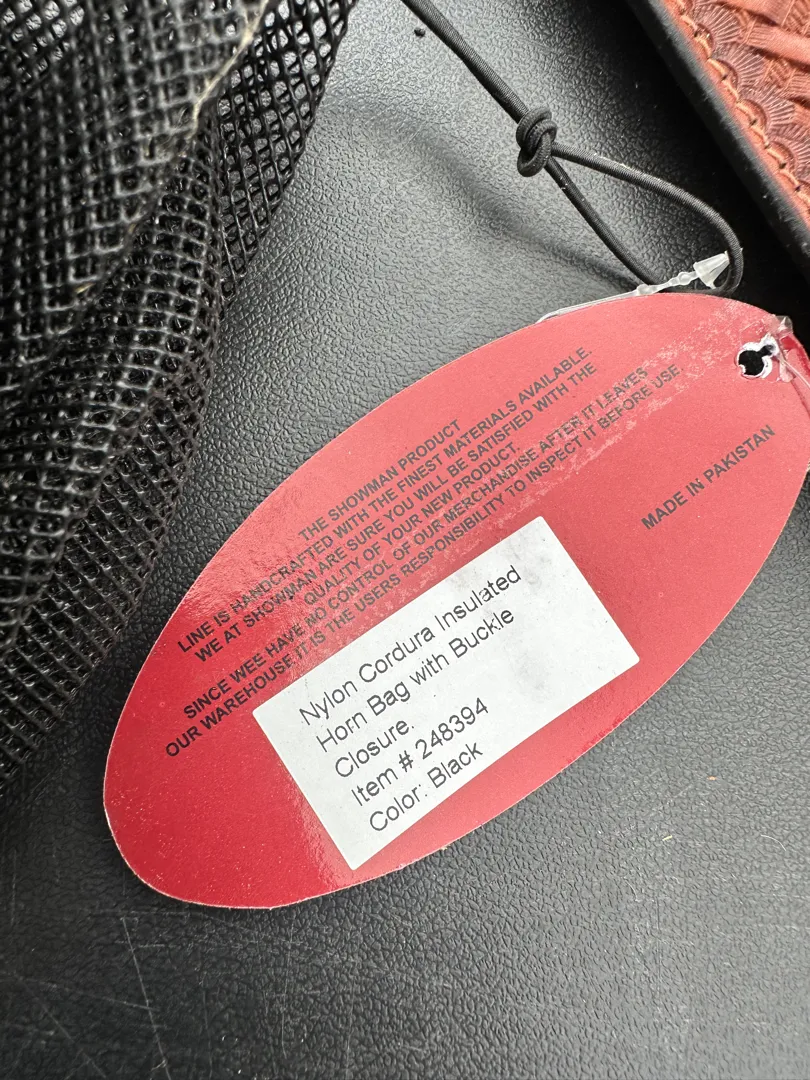 THE SHOWMAN PRODUCT
LINE IS HANDCRAFTED WITH THE FINEST MATERIALS AVAILABLE.
WE AT SHOWMAN ARE SURE YOU WILL BE SATISFIED WITH THE
QUALITY OF YOUR NEW PRODUCT.
SINCE WEE HAVE NO CONTROL OF OUR MERCHANDISE AFTER IT LEAVES
OUR WAREHOUSE IT IS THE USERS RESPONSIBILITY TO INSPECT IT BEFORE USE
MADE IN PAKISTAN
Nylon Cordura Insulated
Horn Bag with Buckle
Closure.
Item # 248394
Color: Black